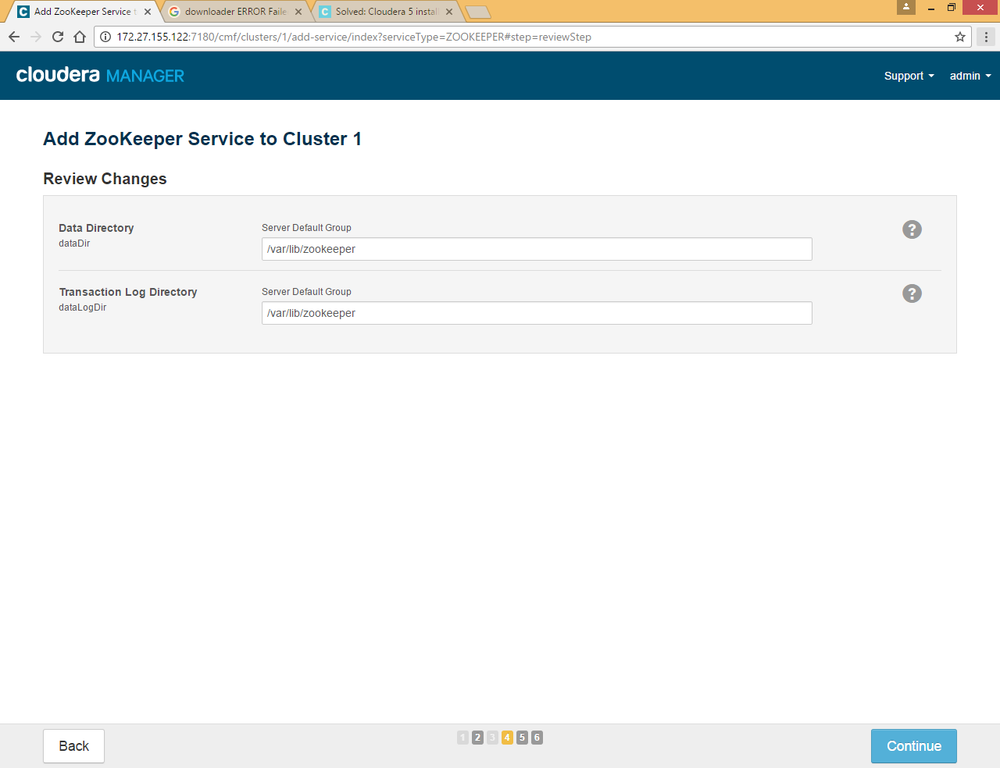 Add ZooKeeper Service t
downloader ERROR Faile
Solved: Cloudera 5 instal
172.27.155.122:7180/cmf/clusters/1/add-service/index?serviceType=ZOOKEEPER#step=reviewStep
cloudera MANAGER
Support
admin
Add ZooKeeper Service to Cluster 1
Review Changes
Data Directory
dataDir
Server Default Group
/var/lib/zookeeper
?
Transaction Log Directory
dataLogDir
Server Default Group
/var/lib/zookeeper
?
Back
1 2 3 4 5 6
Continue